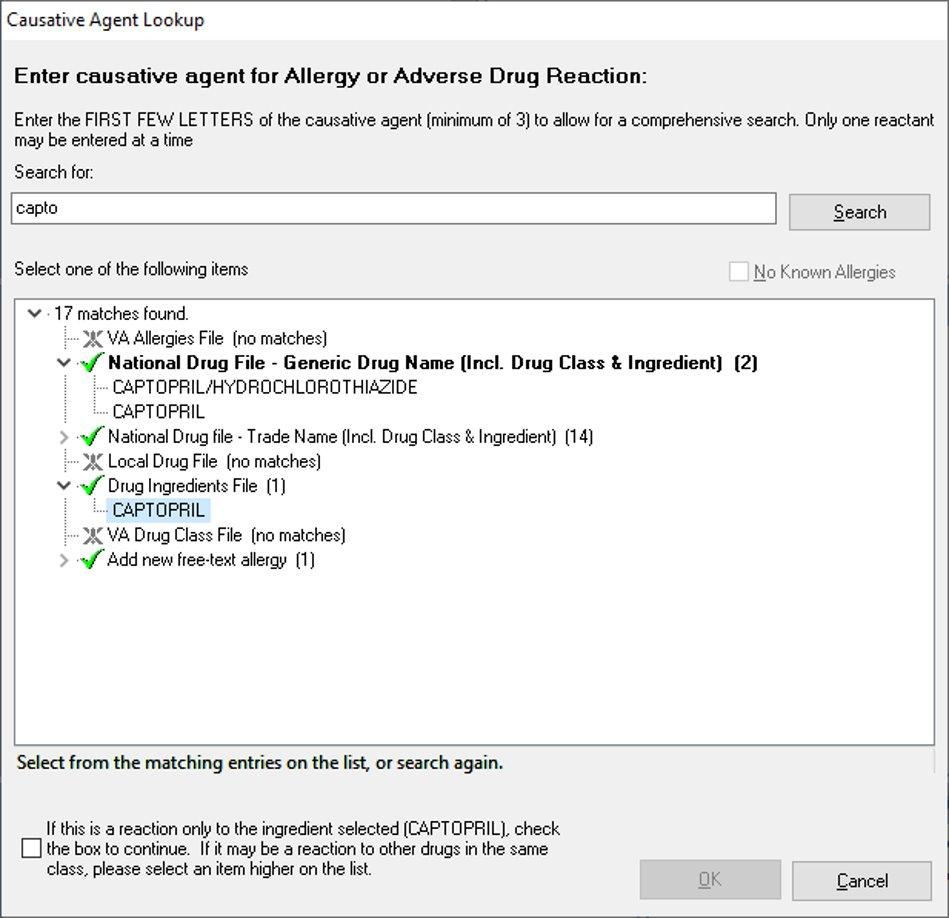 Causative Agent Lookup
Enter causative agent for Allergy or Adverse Drug Reaction:
Enter the FIRST FEW LETTERS of the causative agent (minimum of 3) to allow for a comprehensive search. Only one reactant
may be entered at a time
Search for:
capto
Search
Select one of the following items
No Known Allergies
17 matches found.
VA Allergies File (no matches)
National Drug File - Generic Drug Name (Incl. Drug Class & Ingredient) (2)
CAPTOPRIL/HYDROCHLOROTHIAZIDE
CAPTOPRIL
National Drug file - Trade Name (Incl. Drug Class & Ingredient) (14)
Local Drug File (no matches)
Drug Ingredients File (1)
CAPTOPRIL
VA Drug Class File (no matches)
Add new free-text allergy (1)
Select from the matching entries on the list, or search again.
If this is a reaction only to the ingredient selected (CAPTOPRIL), check
the box to continue. If it may be a reaction to other drugs in the same
class, please select an item higher on the list.
OK
Cancel